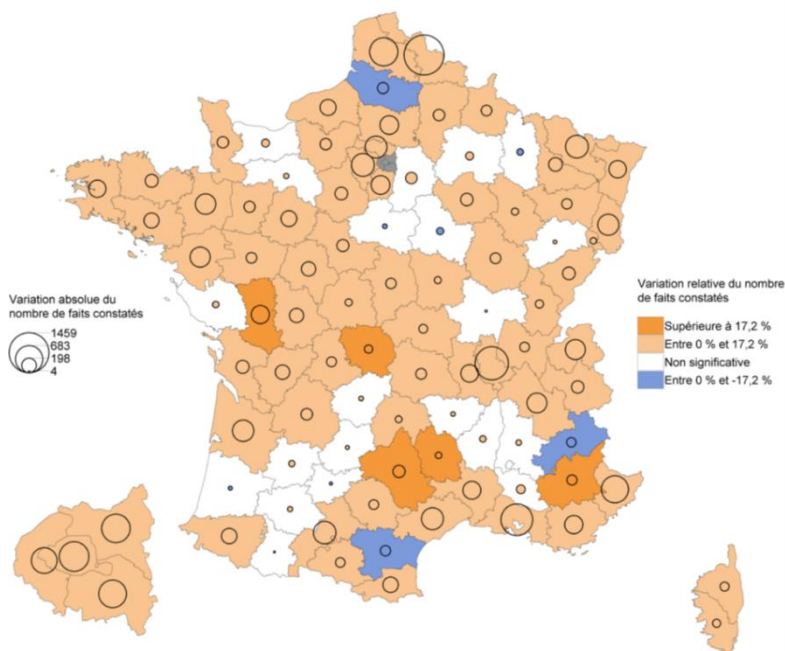 Variation absolue du
nombre de faits constatés
1459
683
198
4
Variation relative du nombre
de faits constatés
Supérieure à 17,2 %
Entre 0 % et 17,2 %
Non significative
Entre 0 % et -17,2 %